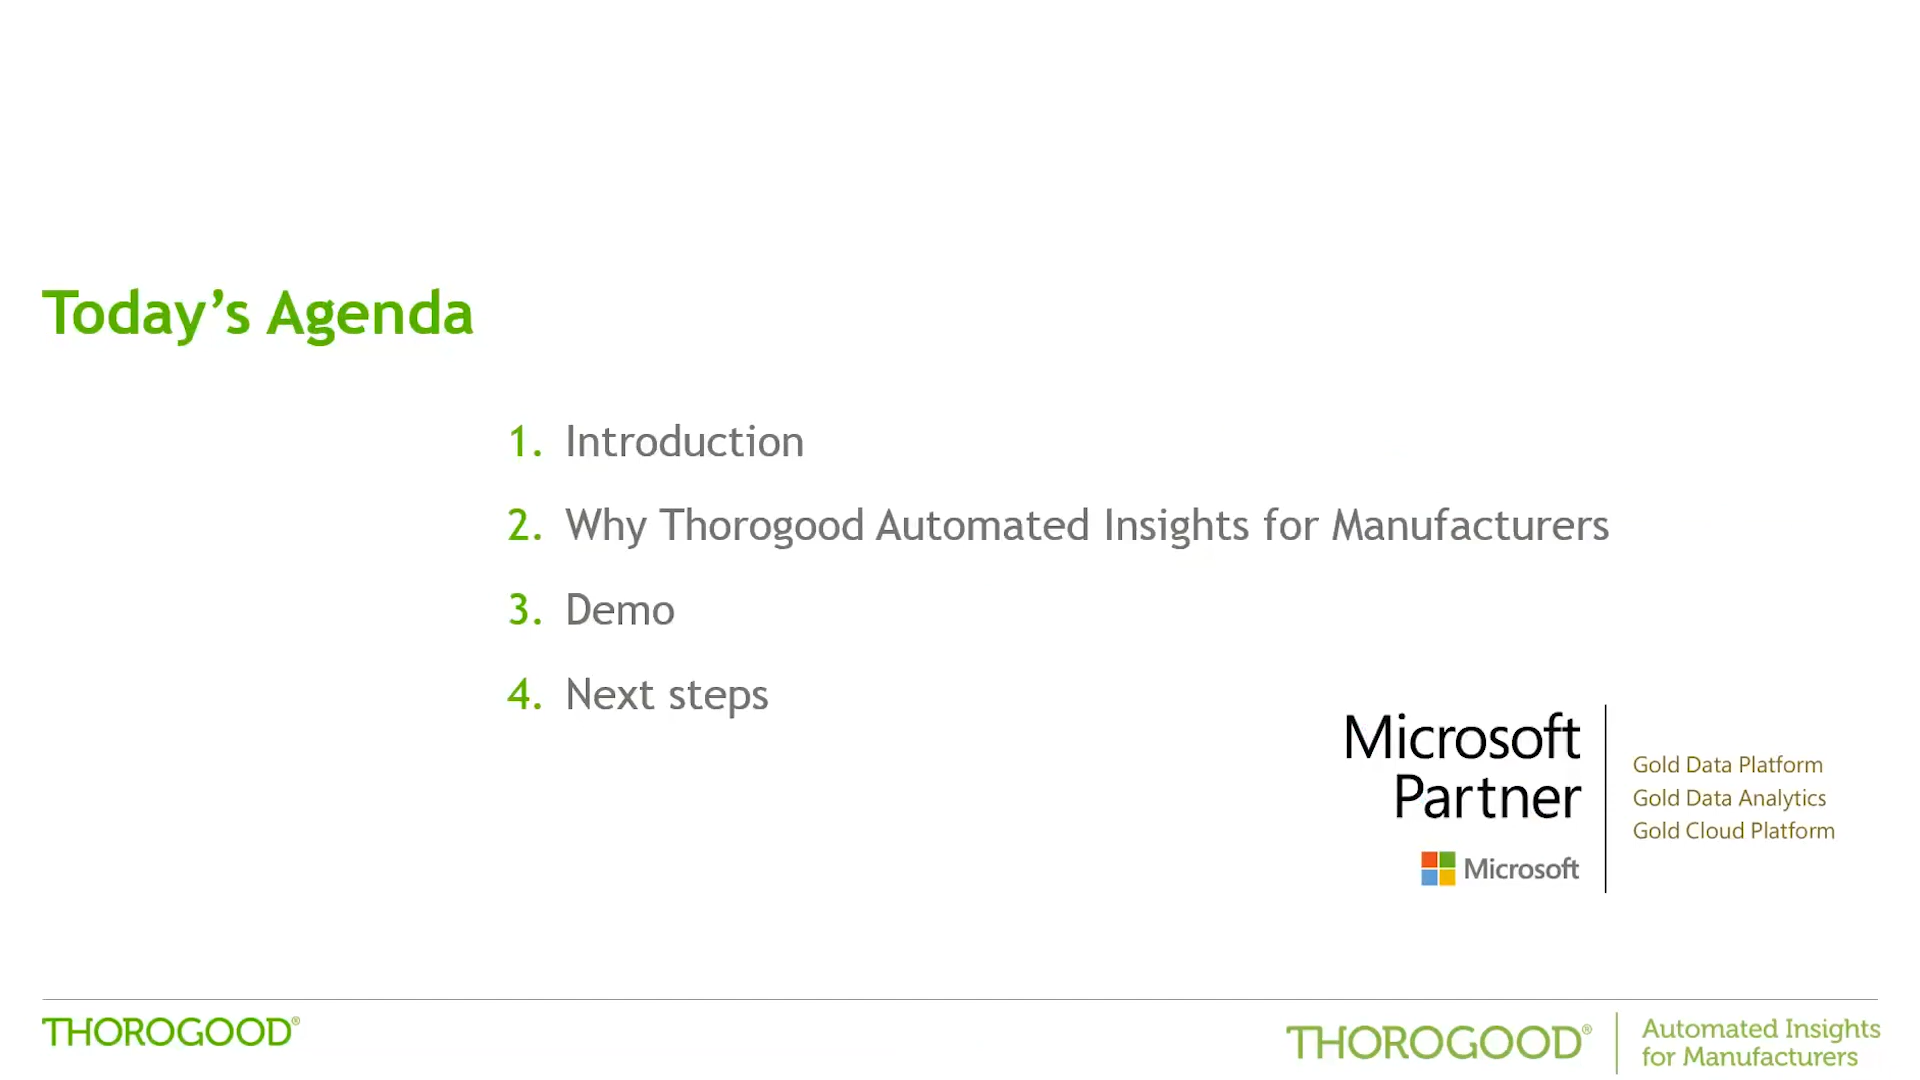 Today’s Agenda
1. Introduction
2. Why Thorogood Automated Insights for Manufacturers
3. Demo
4. Next steps
Microsoft
Partner
Microsoft
Gold Data Platform
Gold Data Analytics
Gold Cloud Platform
THOROGOOD®
THOROGOOD®
Automated Insights
for Manufacturers